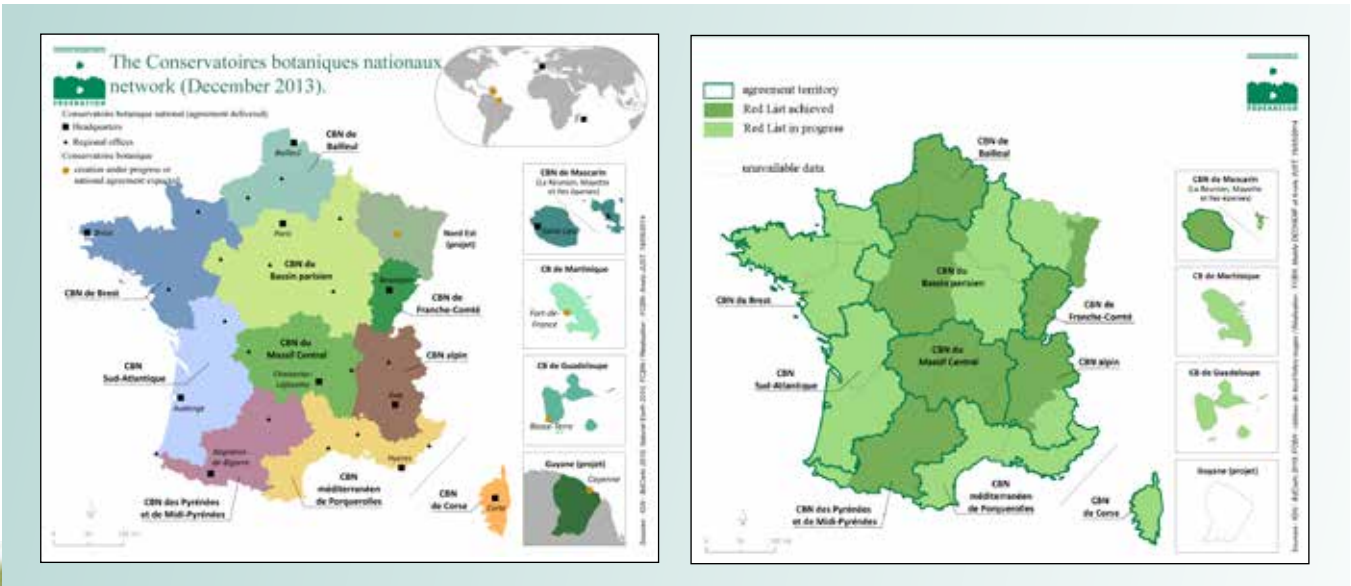 The Conservatoires botaniques nationaux
network (December 2013).
FEDERATION
Conservatoire botanique national (agreement delivered)
Headquarters
Regional offices
Conservatoire botanique
creation under progress or
national agreement expected
CBN de
Bailleul
Bailleul
Brest
Paris
Nord Est
(projet)
CBN du
Bassin parisien
CBN de Brest
CBN de
Franche-Comté
CBN du
Massif Central
CBN alpin
CBN
Sud-Atlantique
Audenge
Gap
Hyères
CBN des Pyrénées
et de Midi-Pyrénées
CBN
méditerranéen
de Porquerolles
CBN
de Corse
Corte
CBN de Mascarin
(La Réunion, Mayotte
et îles éparses)
CB de Martinique
Fort-de-
France
CB de Guadeloupe
Basse-Terre
Guyane (projet)
Cayenne
FEDERATION
agreement territory
Red List achieved
Red List in progress
unavailable data
CBN de
Bailleul
CBN du
Bassin parisien
CBN de Brest
CBN de
Franche-Comté
CBN du
Massif Central
CBN alpin
CBN
Sud-Atlantique
CBN des Pyrénées
et de Midi-Pyrénées
CBN
méditerranéen
de Porquerolles
CBN
de Corse
CBN de Mascarin
(La Réunion, Mayotte
et îles éparses)
CB de Martinique
CB de Guadeloupe
Guyane (projet)